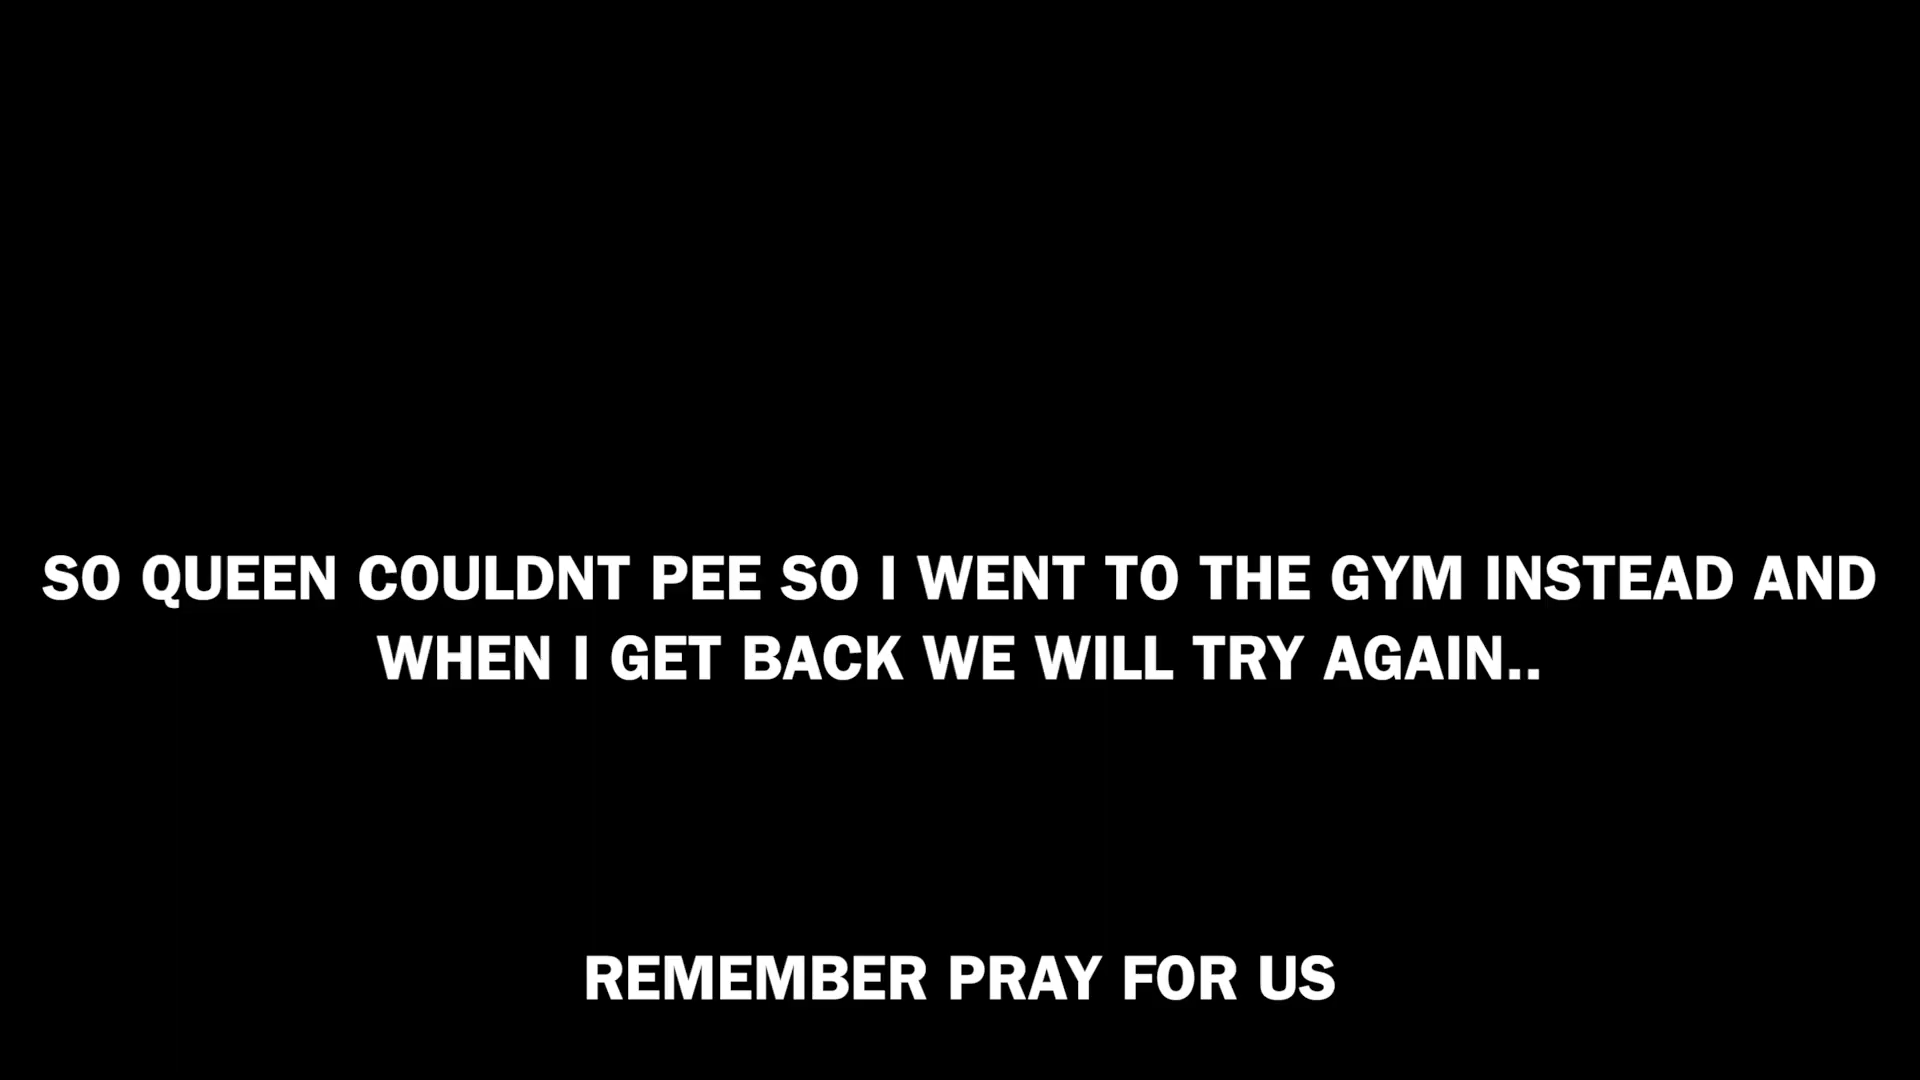 SO QUEEN COULDNT PEE SO I WENT TO THE GYM INSTEAD AND
WHEN I GET BACK WE WILL TRY AGAIN..
REMEMBER PRAY FOR US